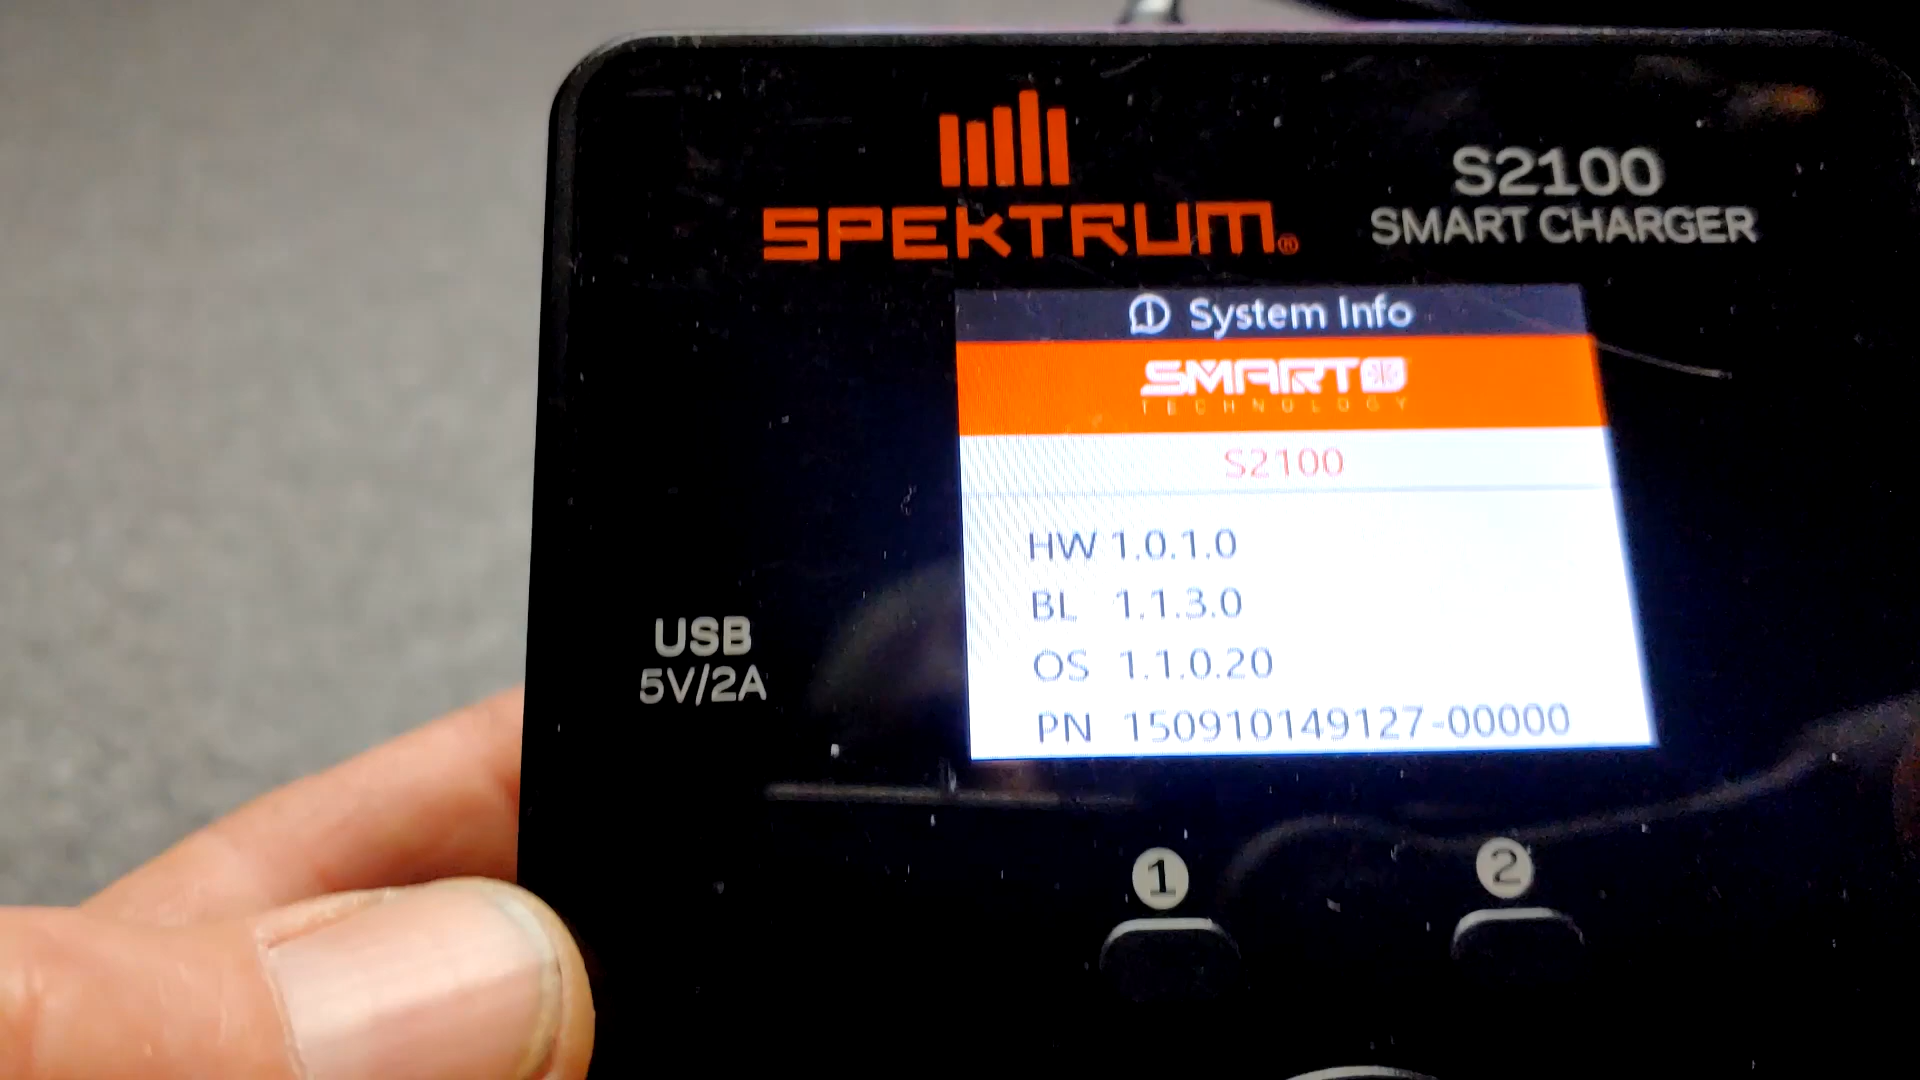 SPEKTRUM®
S2100
SMART CHARGER
System Info
SMART
TECHNOLOGY
S2100
HW 1.0.1.0
BL 1.1.3.0
OS 1.1.0.20
PN 150910149127-00000
USB
5V/2A
1
2